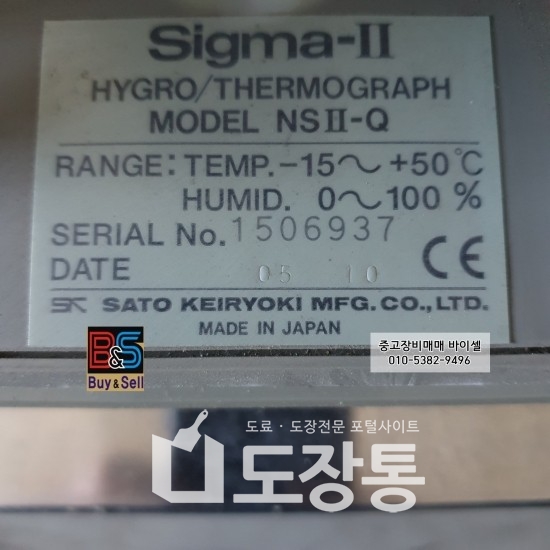 Sigma-II
HYGRO/THERMOGRAPH
MODEL NSII-Q
RANGE: TEMP. -15～ +50℃
HUMID. 0～100 %
SERIAL No. 1506937
DATE 05 10
CE
SK SATO KEIRYOKI MFG.CO.,LTD.
MADE IN JAPAN
B&S
Buy&Sell
중고장비매매 바이셀
010-5382-9496
도료 · 도장전문 포털사이트
도장통